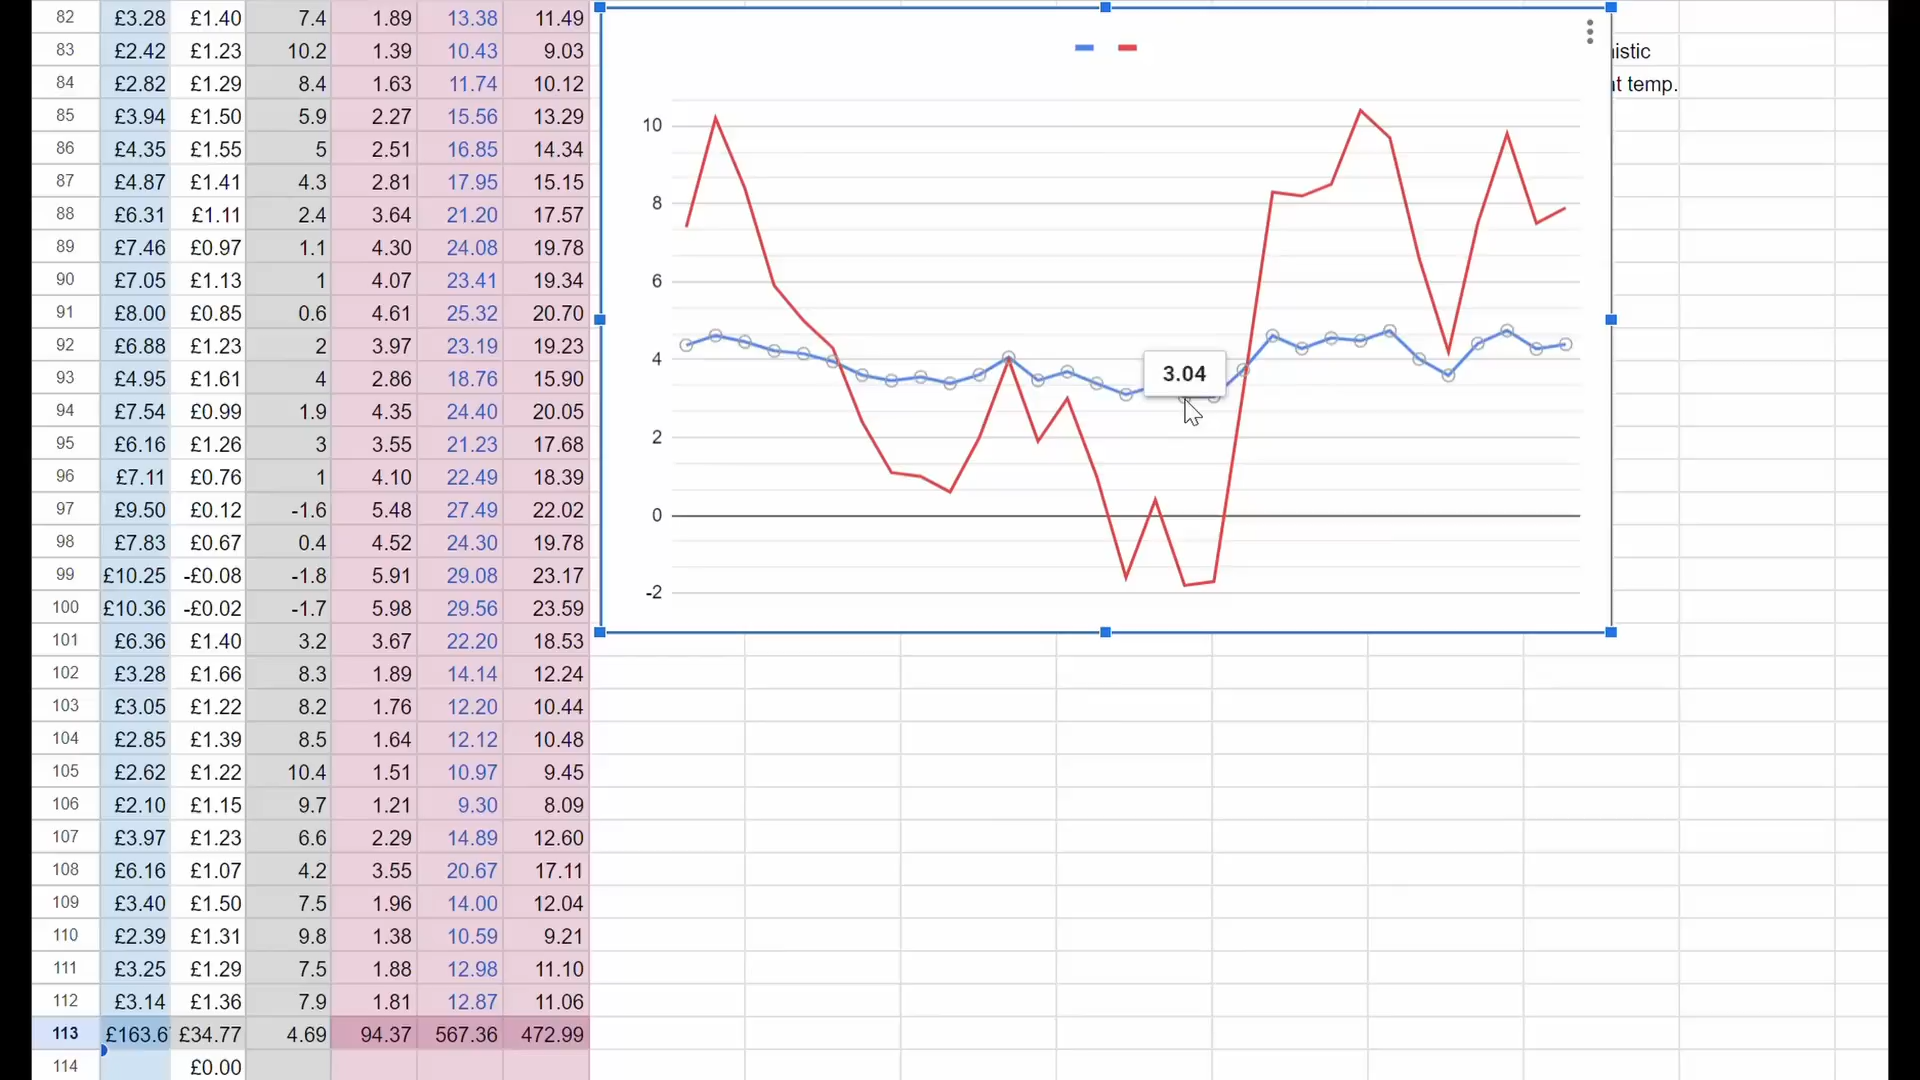 82 £3.28 £1.40 7.4 1.89 13.38 11.49
83 £2.42 £1.23 10.2 1.39 10.43 9.03
84 £2.82 £1.29 8.4 1.63 11.74 10.12
85 £3.94 £1.50 5.9 2.27 15.56 13.29
86 £4.35 £1.55 5 2.51 16.85 14.34
87 £4.87 £1.41 4.3 2.81 17.95 15.15
88 £6.31 £1.11 2.4 3.64 21.20 17.57
89 £7.46 £0.97 1.1 4.30 24.08 19.78
90 £7.05 £1.13 1 4.07 23.41 19.34
91 £8.00 £0.85 0.6 4.61 25.32 20.70
92 £6.88 £1.23 2 3.97 23.19 19.23
93 £4.95 £1.61 4 2.86 18.76 15.90
94 £7.54 £0.99 1.9 4.35 24.40 20.05
95 £6.16 £1.26 3 3.55 21.23 17.68
96 £7.11 £0.76 1 4.10 22.49 18.39
97 £9.50 £0.12 -1.6 5.48 27.49 22.02
98 £7.83 £0.67 0.4 4.52 24.30 19.78
99 £10.25 -£0.08 -1.8 5.91 29.08 23.17
100 £10.36 -£0.02 -1.7 5.98 29.56 23.59
101 £6.36 £1.40 3.2 3.67 22.20 18.53
102 £3.28 £1.66 8.3 1.89 14.14 12.24
103 £3.05 £1.22 8.2 1.76 12.20 10.44
104 £2.85 £1.39 8.5 1.64 12.12 10.48
105 £2.62 £1.22 10.4 1.51 10.97 9.45
106 £2.10 £1.15 9.7 1.21 9.30 8.09
107 £3.97 £1.23 6.6 2.29 14.89 12.60
108 £6.16 £1.07 4.2 3.55 20.67 17.11
109 £3.40 £1.50 7.5 1.96 14.00 12.04
110 £2.39 £1.31 9.8 1.38 10.59 9.21
111 £3.25 £1.29 7.5 1.88 12.98 11.10
112 £3.14 £1.36 7.9 1.81 12.87 11.06
113 £163.6 £34.77 4.69 94.37 567.36 472.99
114 £0.00
10
8
6
4
2
0
-2
3.04
istic
t temp.